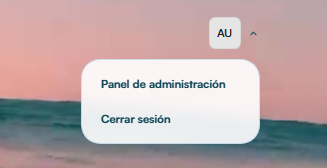 AU
Panel de administración
Cerrar sesión